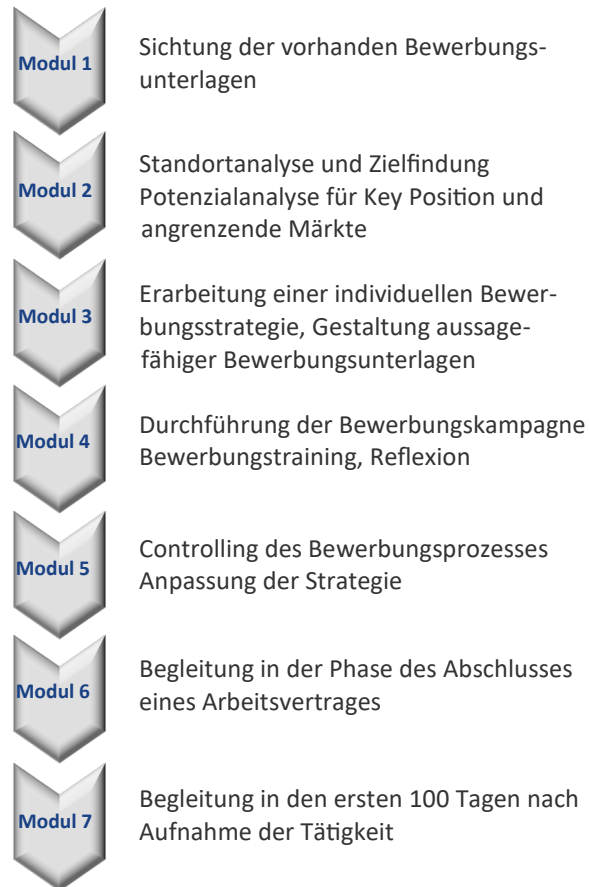 Modul 1
Sichtung der vorhanden Bewerbungs-
unterlagen
Modul 2
Standortanalyse und Zielfindung
Potenzialanalyse für Key Position und
angrenzende Märkte
Modul 3
Erarbeitung einer individuellen Bewer-
bungsstrategie, Gestaltung aussage-
fähiger Bewerbungsunterlagen
Modul 4
Durchführung der Bewerbungskampagne
Bewerbungstraining, Reflexion
Modul 5
Controlling des Bewerbungsprozesses
Anpassung der Strategie
Modul 6
Begleitung in der Phase des Abschlusses
eines Arbeitsvertrages
Modul 7
Begleitung in den ersten 100 Tagen nach
Aufnahme der Tätigkeit